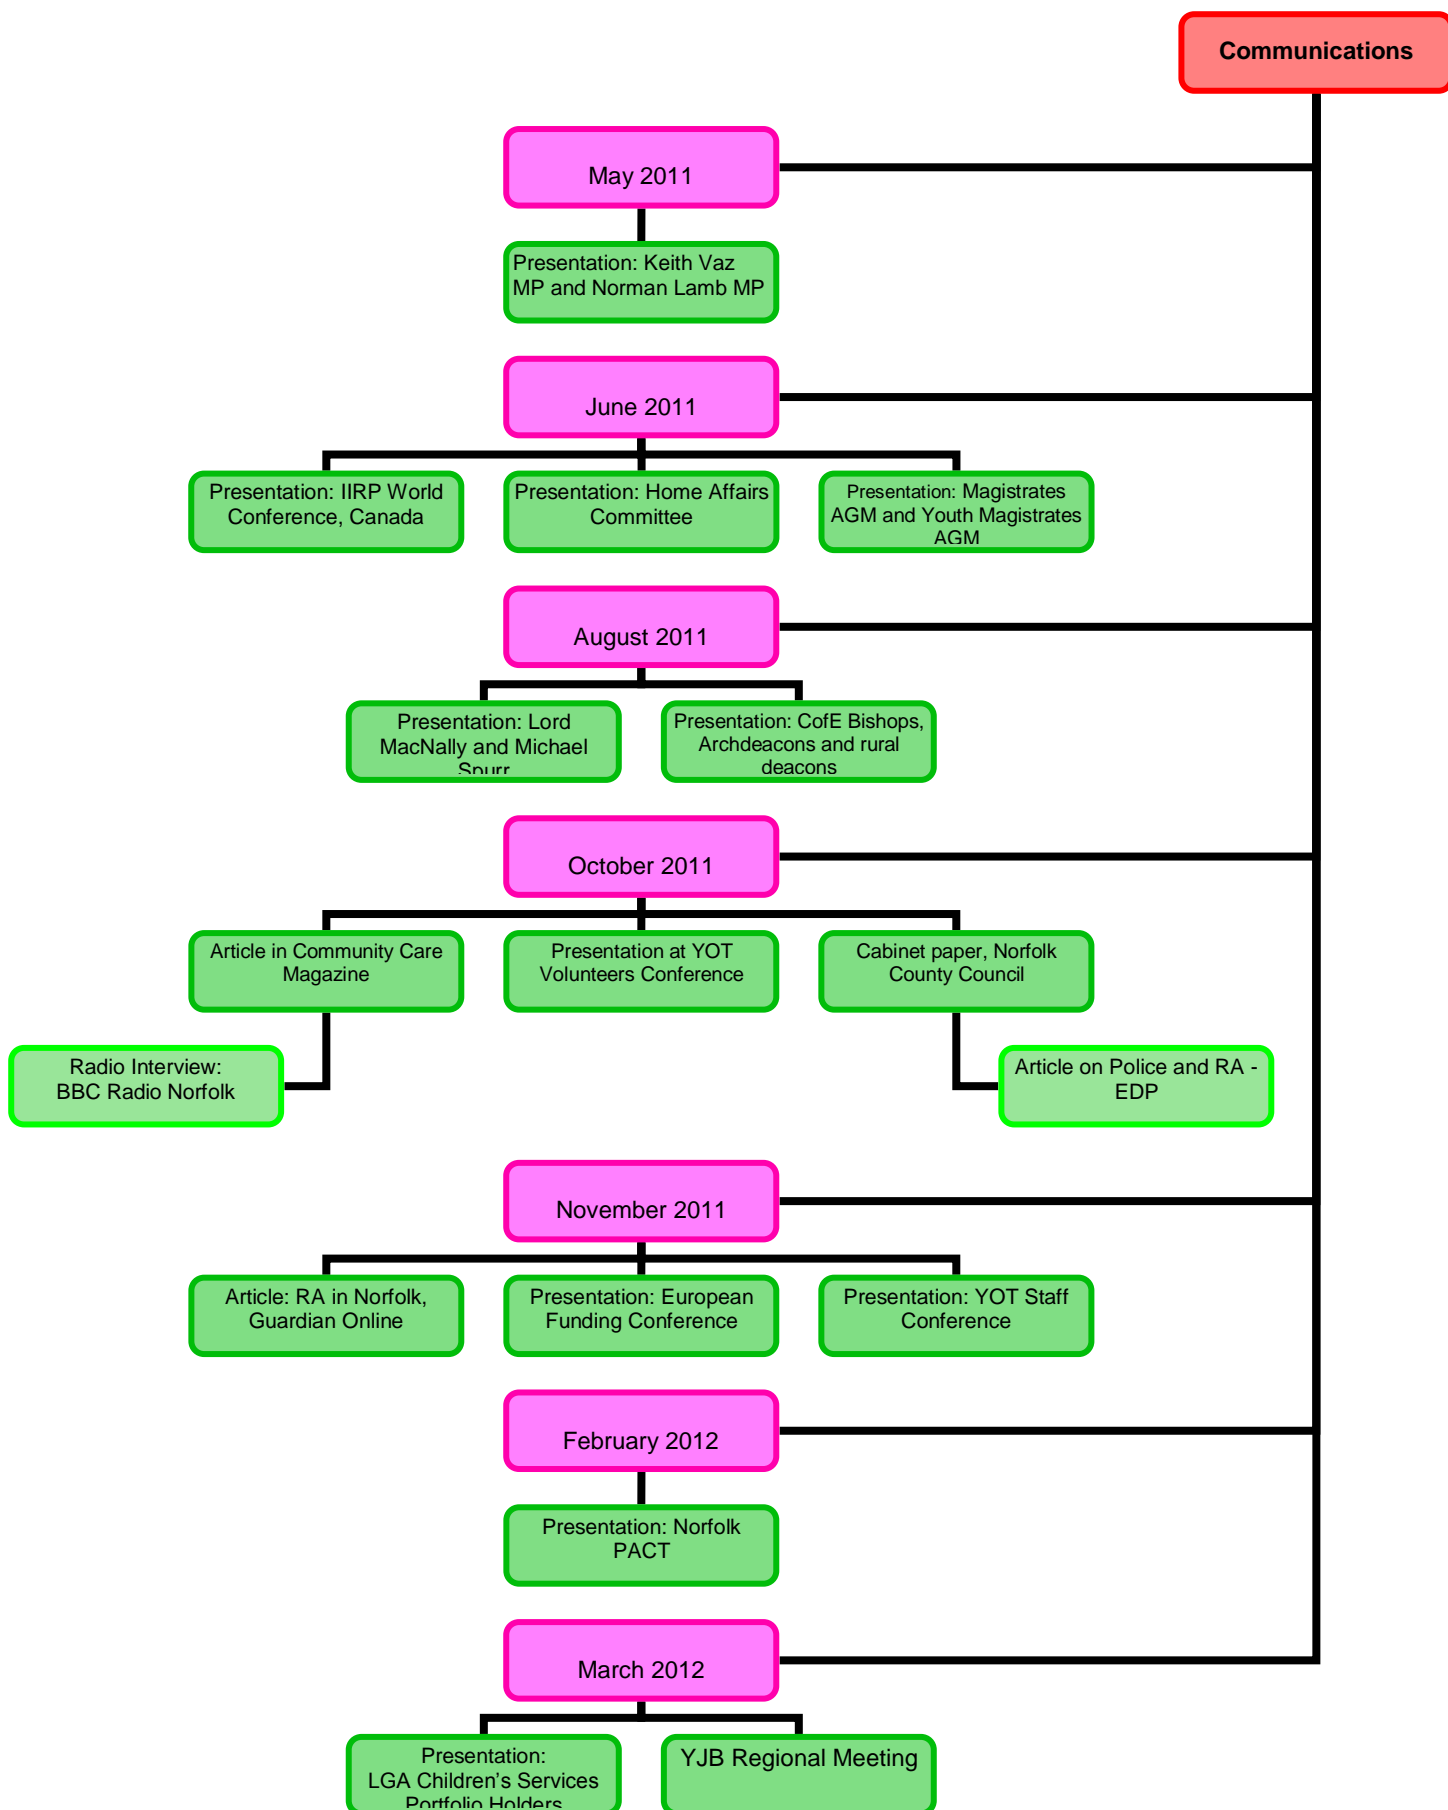 Communications
May 2011
Presentation: Keith Vaz
MP and Norman Lamb MP
June 2011
Presentation: IIRP World
Conference, Canada
Presentation: Home Affairs
Committee
Presentation: Magistrates
AGM and Youth Magistrates
AGM
August 2011
Presentation: Lord
MacNally and Michael
Spurr
Presentation: CofE Bishops,
Archdeacons and rural
deacons
October 2011
Article in Community Care
Magazine
Presentation at YOT
Volunteers Conference
Cabinet paper, Norfolk
County Council
Radio Interview:
BBC Radio Norfolk
Article on Police and RA -
EDP
November 2011
Article: RA in Norfolk,
Guardian Online
Presentation: European
Funding Conference
Presentation: YOT Staff
Conference
February 2012
Presentation: Norfolk
PACT
March 2012
Presentation:
LGA Children’s Services
Portfolio Holders
YJB Regional Meeting